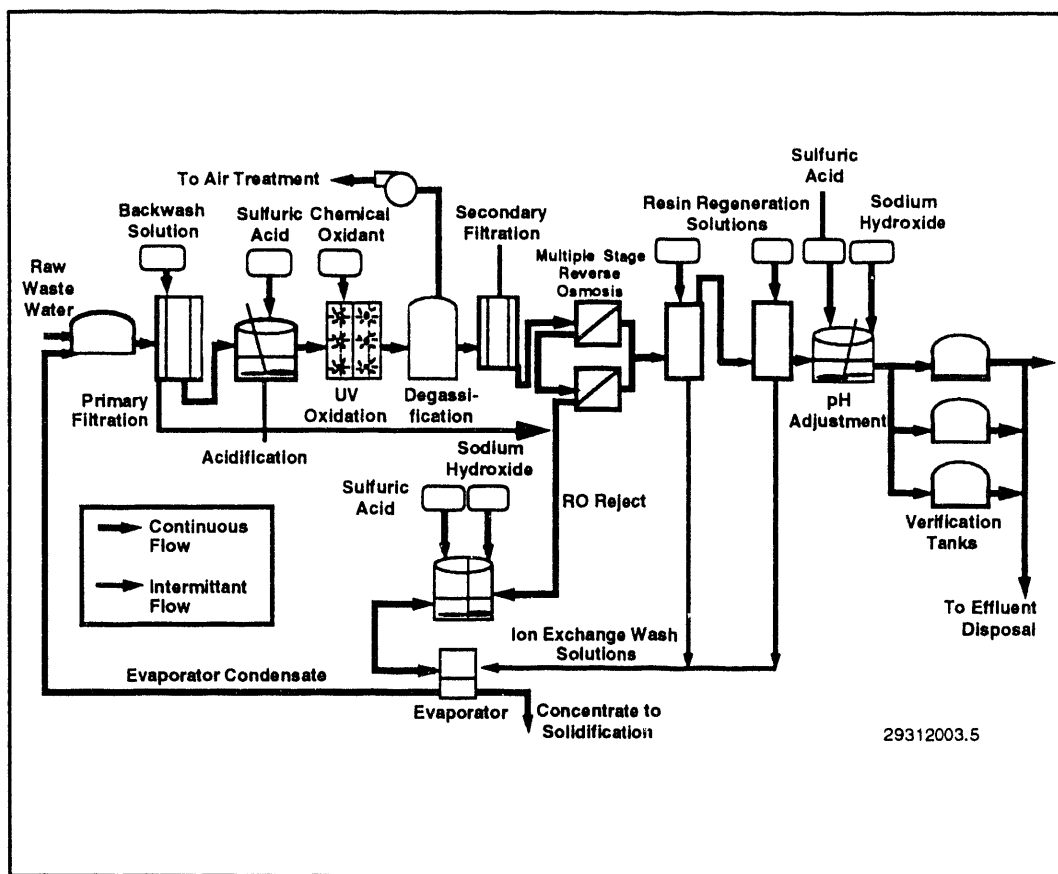 To Air Treatment
Backwash
Solution
Sulfuric
Acid
Chemical
Oxidant
Secondary
Filtration
Multiple Stage
Reverse
Osmosis
Resin Regeneration
Solutions
Sulfuric
Acid
Sodium
Hydroxide
Raw
Waste
Water
Primary
Filtration
Acidification
UV
Oxidation
Degassi-
fication
pH
Adjustment
Verification
Tanks
Sodium
Hydroxide
Sulfuric
Acid
RO Reject
Continuous
Flow
Intermittant
Flow
To Effluent
Disposal
Ion Exchange Wash
Solutions
Evaporator Condensate
Evaporator
Concentrate to
Solidification
29312003.5